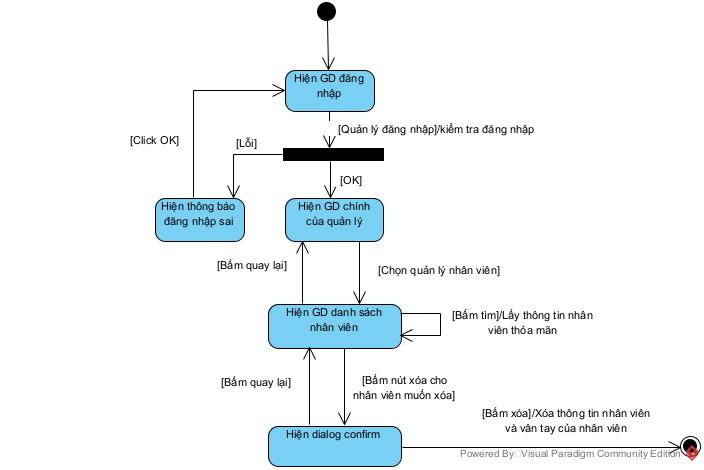 Hiện GD đăng
nhập
[Quản lý đăng nhập]/kiểm tra đăng nhập
[Click OK]
[Lỗi]
[OK]
Hiện thông báo
đăng nhập sai
Hiện GD chính
của quản lý
[Bấm quay lại]
[Chọn quản lý nhân viên]
Hiện GD danh sách
nhân viên
[Bấm tìm]/Lấy thông tin nhân
viên thỏa mãn
[Bấm quay lại]
[Bấm nút xóa cho
nhân viên muốn xóa]
[Bấm xóa]/Xóa thông tin nhân viên
và vân tay của nhân viên
Hiện dialog confirm
Powered By Visual Paradigm Community Edition